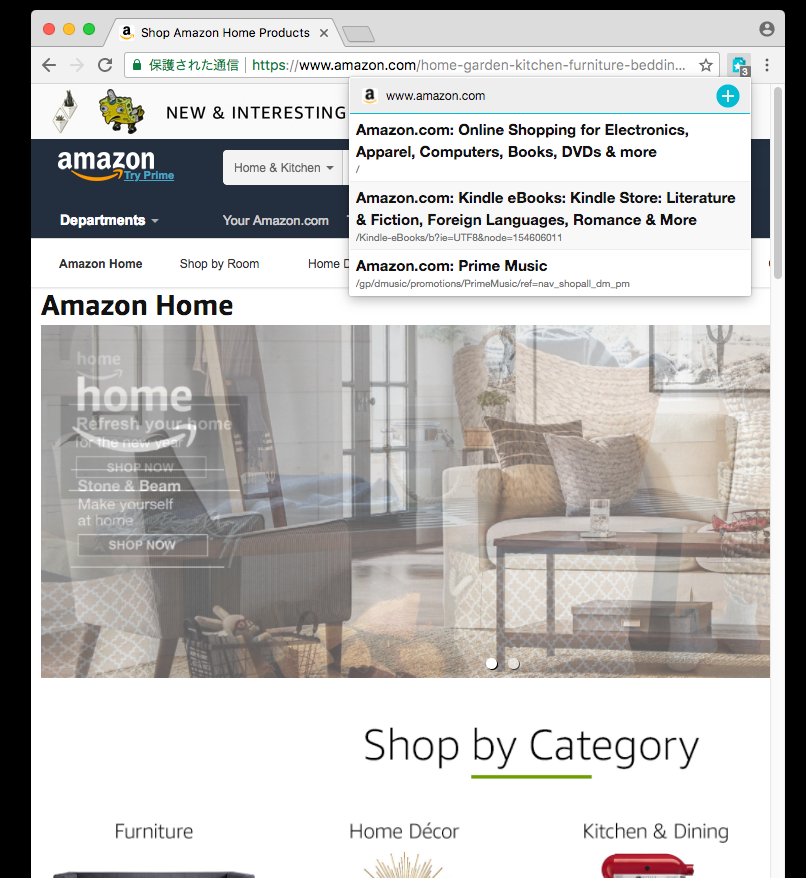 Shop Amazon Home Products
保護された通信
https://www.amazon.com/home-garden-kitchen-furniture-beddin...
3
NEW & INTERESTING
www.amazon.com
Amazon.com: Online Shopping for Electronics,
Apparel, Computers, Books, DVDs & more
/
Amazon.com: Kindle eBooks: Kindle Store: Literature
& Fiction, Foreign Languages, Romance & More
/Kindle-eBooks/b?ie=UTF8&node=154606011
Amazon.com: Prime Music
/gp/dmusic/promotions/PrimeMusic/ref=nav_shopall_dm_pm
amazon
Try Prime
Home & Kitchen
Departments
Your Amazon.com
Amazon Home
Shop by Room
Home
Amazon Home
home
home
Refresh your home
for the new year
SHOP NOW
Stone & Beam
Make yourself
at home
SHOP NOW
Shop by Category
Furniture
Home Décor
Kitchen & Dining